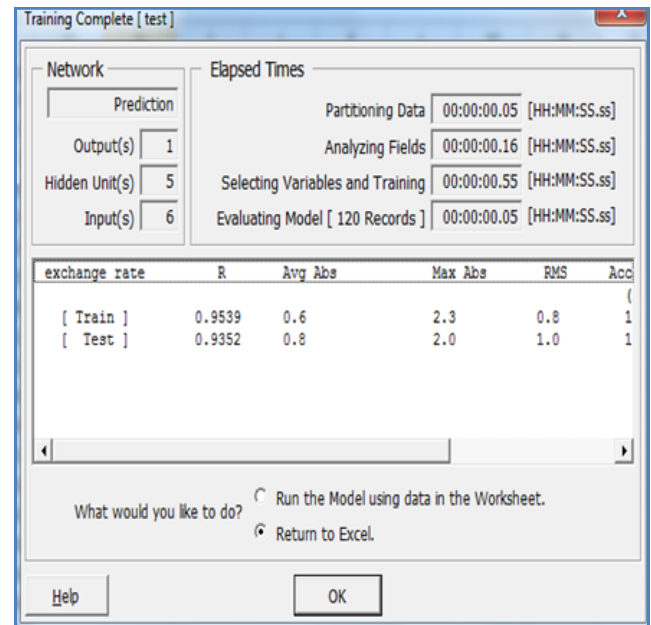 Training Complete [ test ]
X
Network
Prediction
Output(s) 1
Hidden Unit(s) 5
Input(s) 6
Elapsed Times
Partitioning Data 00:00:00.05 [HH:MM:SS.ss]
Analyzing Fields 00:00:00.16 [HH:MM:SS.ss]
Selecting Variables and Training 00:00:00.55 [HH:MM:SS.ss]
Evaluating Model [ 120 Records ] 00:00:00.05 [HH:MM:SS.ss]
exchange rate R Avg Abs Max Abs RMS Acc
(
[ Train ] 0.9539 0.6 2.3 0.8 1
[ Test ] 0.9352 0.8 2.0 1.0 1
What would you like to do?
Run the Model using data in the Worksheet.
Return to Excel.
Help
OK